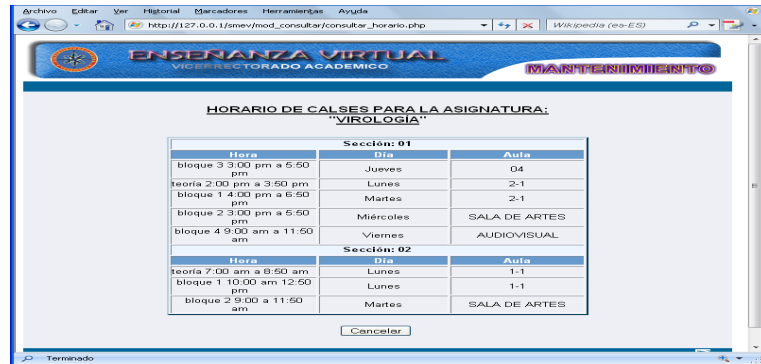 Archivo Editar Ver Historial Marcadores Herramientas Ayuda
http://127.0.0.1/smev/mod_consultar/consultar_horario.php Wikipedia (es-ES)
ENSEÑANZA VIRTUAL
VICERRECTORADO ACADEMICO
MANTENIMIENTO
HORARIO DE CALSES PARA LA ASIGNATURA:
"VIROLOGÍA"
Sección: 01
Hora Día Aula
bloque 3 3:00 pm a 5:50
pm Jueves 04
teoría 2:00 pm a 3:50 pm Lunes 2-1
bloque 1 4:00 pm a 6:50
pm Martes 2-1
bloque 2 3:00 pm a 5:50
pm Miércoles SALA DE ARTES
bloque 4 9:00 am a 11:50
am Viernes AUDIOVISUAL
Sección: 02
Hora Día Aula
teoría 7:00 am a 8:50 am Lunes 1-1
bloque 1 10:00 am 12:50
pm Lunes 1-1
bloque 2 9:00 a 11:50
am Martes SALA DE ARTES
Cancelar
Terminado